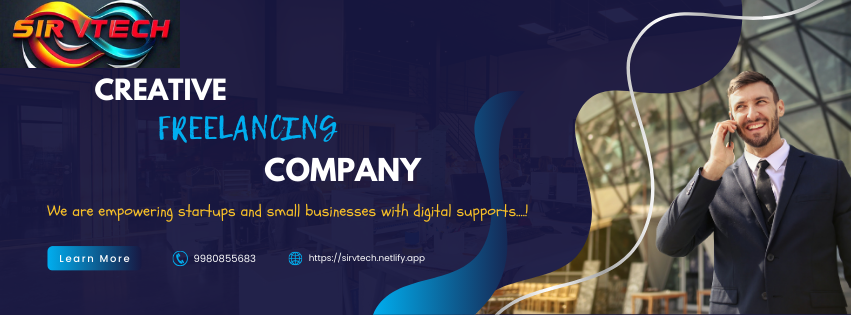 SIR VTECH
CREATIVE
FREELANCING
COMPANY
We are empowering startups and small businesses with digital supports....!
Learn More
9980855683
https://sirvtech.netlify.app